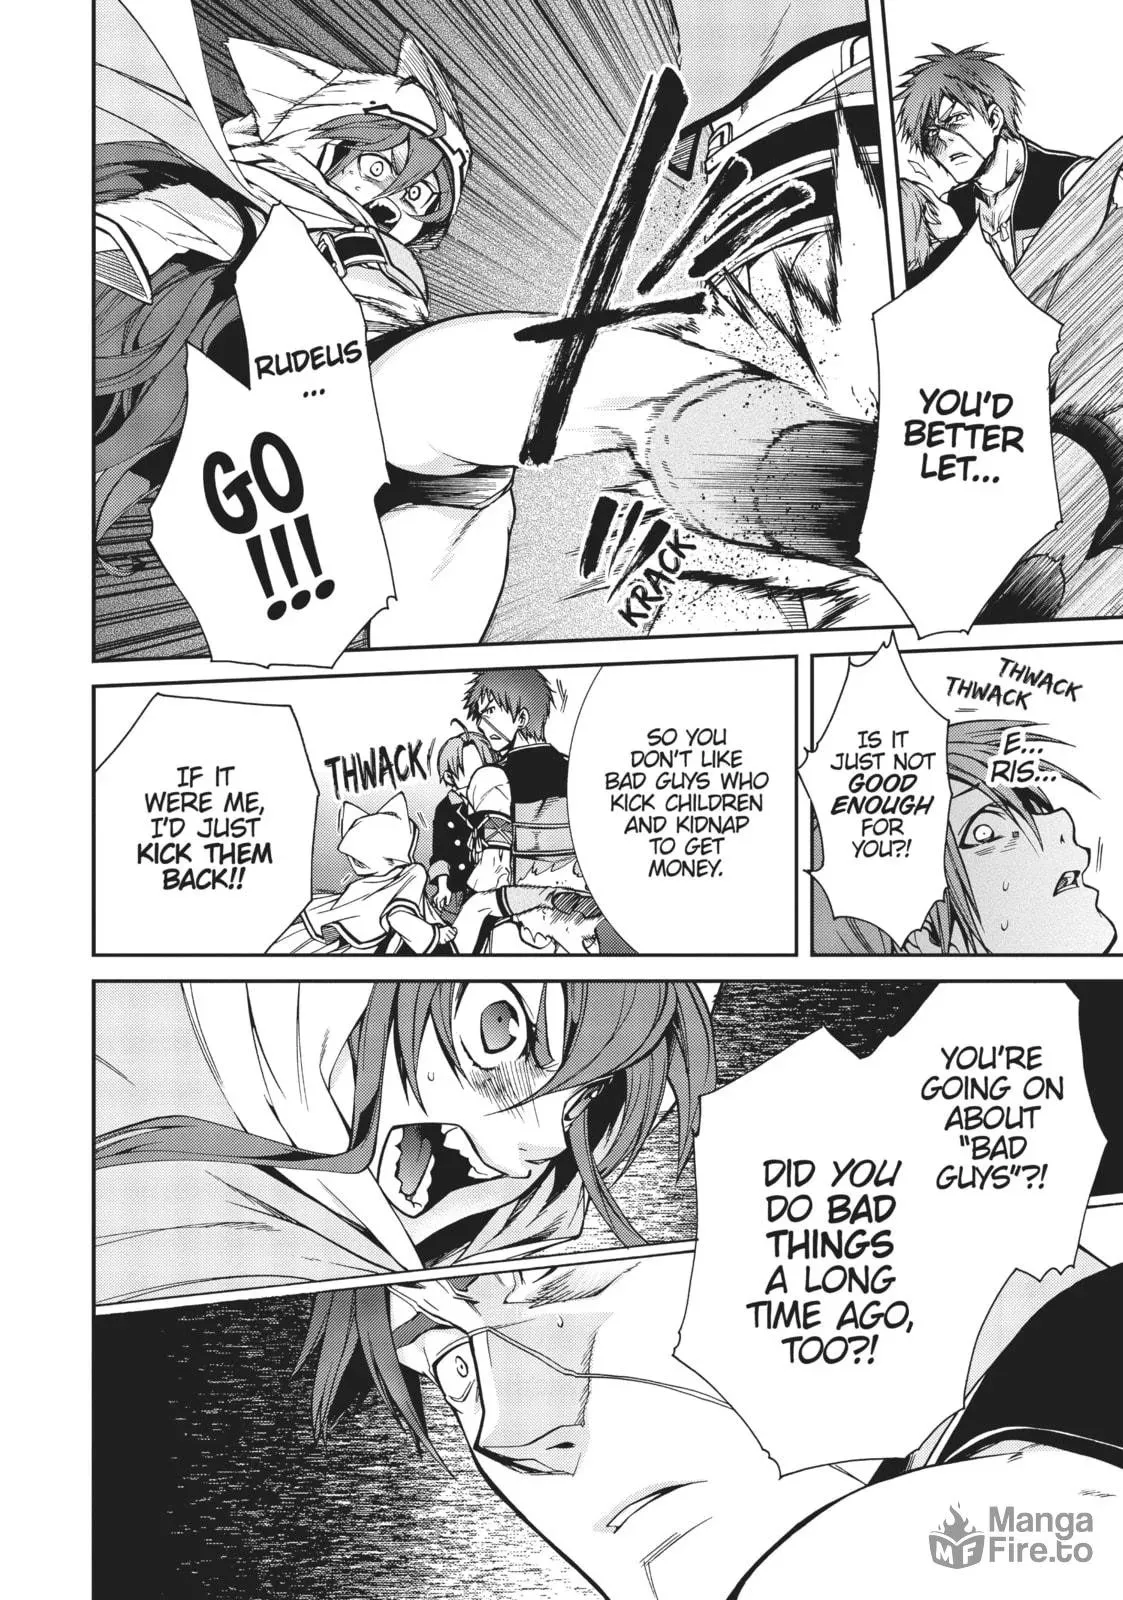 YOU'D
BETTER
LET...
RUDEUS
...
GO
!!!
KRACK
THWACK
THWACK
E...
RIS...
IS IT
JUST NOT
GOOD
ENOUGH
FOR
YOU?!
SO YOU
DON'T LIKE
BAD GUYS WHO
KICK CHILDREN
AND KIDNAP
TO GET
MONEY.
THWACK
IF IT
WERE ME,
I'D JUST
KICK THEM
BACK!!
YOU'RE
GOING ON
ABOUT
"BAD
GUYS"?!
DID YOU
DO BAD
THINGS
A LONG
TIME AGO,
TOO?!
MF
Manga
Fire.to